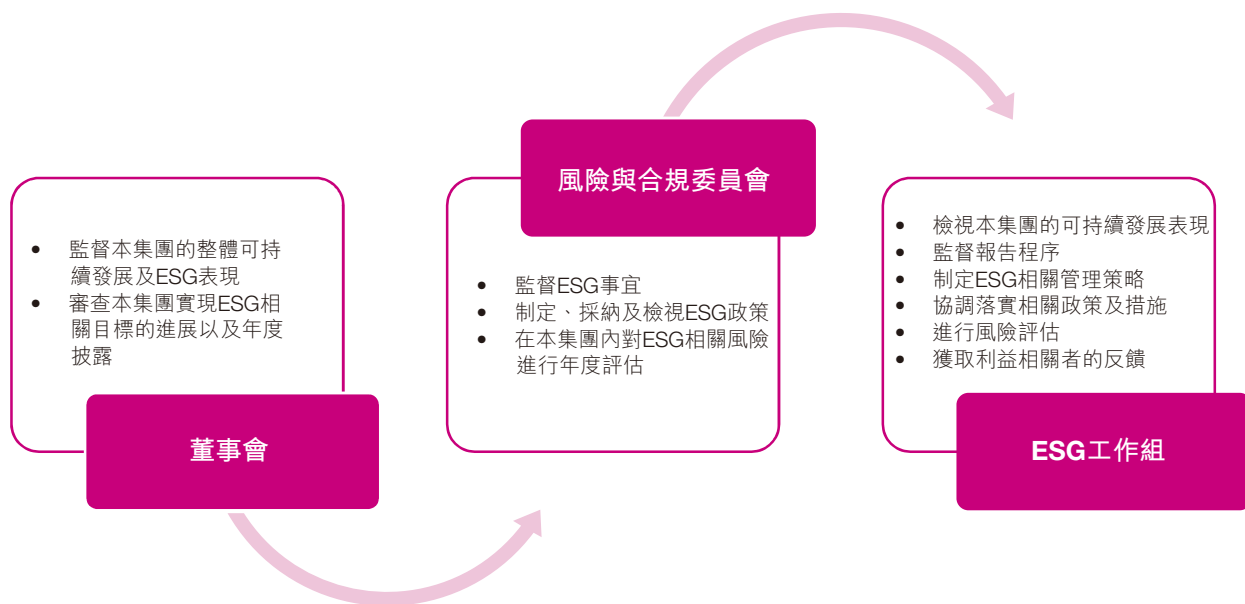 • 監督本集團的整體可持
續發展及ESG表現
• 審查本集團實現ESG相
關目標的進展以及年度
披露
董事會
風險與合規委員會
• 監督ESG事宜
• 制定、採納及檢視ESG政策
• 在本集團內對ESG相關風險
進行年度評估
• 檢視本集團的可持續發展表現
• 監督報告程序
• 制定ESG相關管理策略
• 協調落實相關政策及措施
• 進行風險評估
• 獲取利益相關者的反饋
ESG工作組